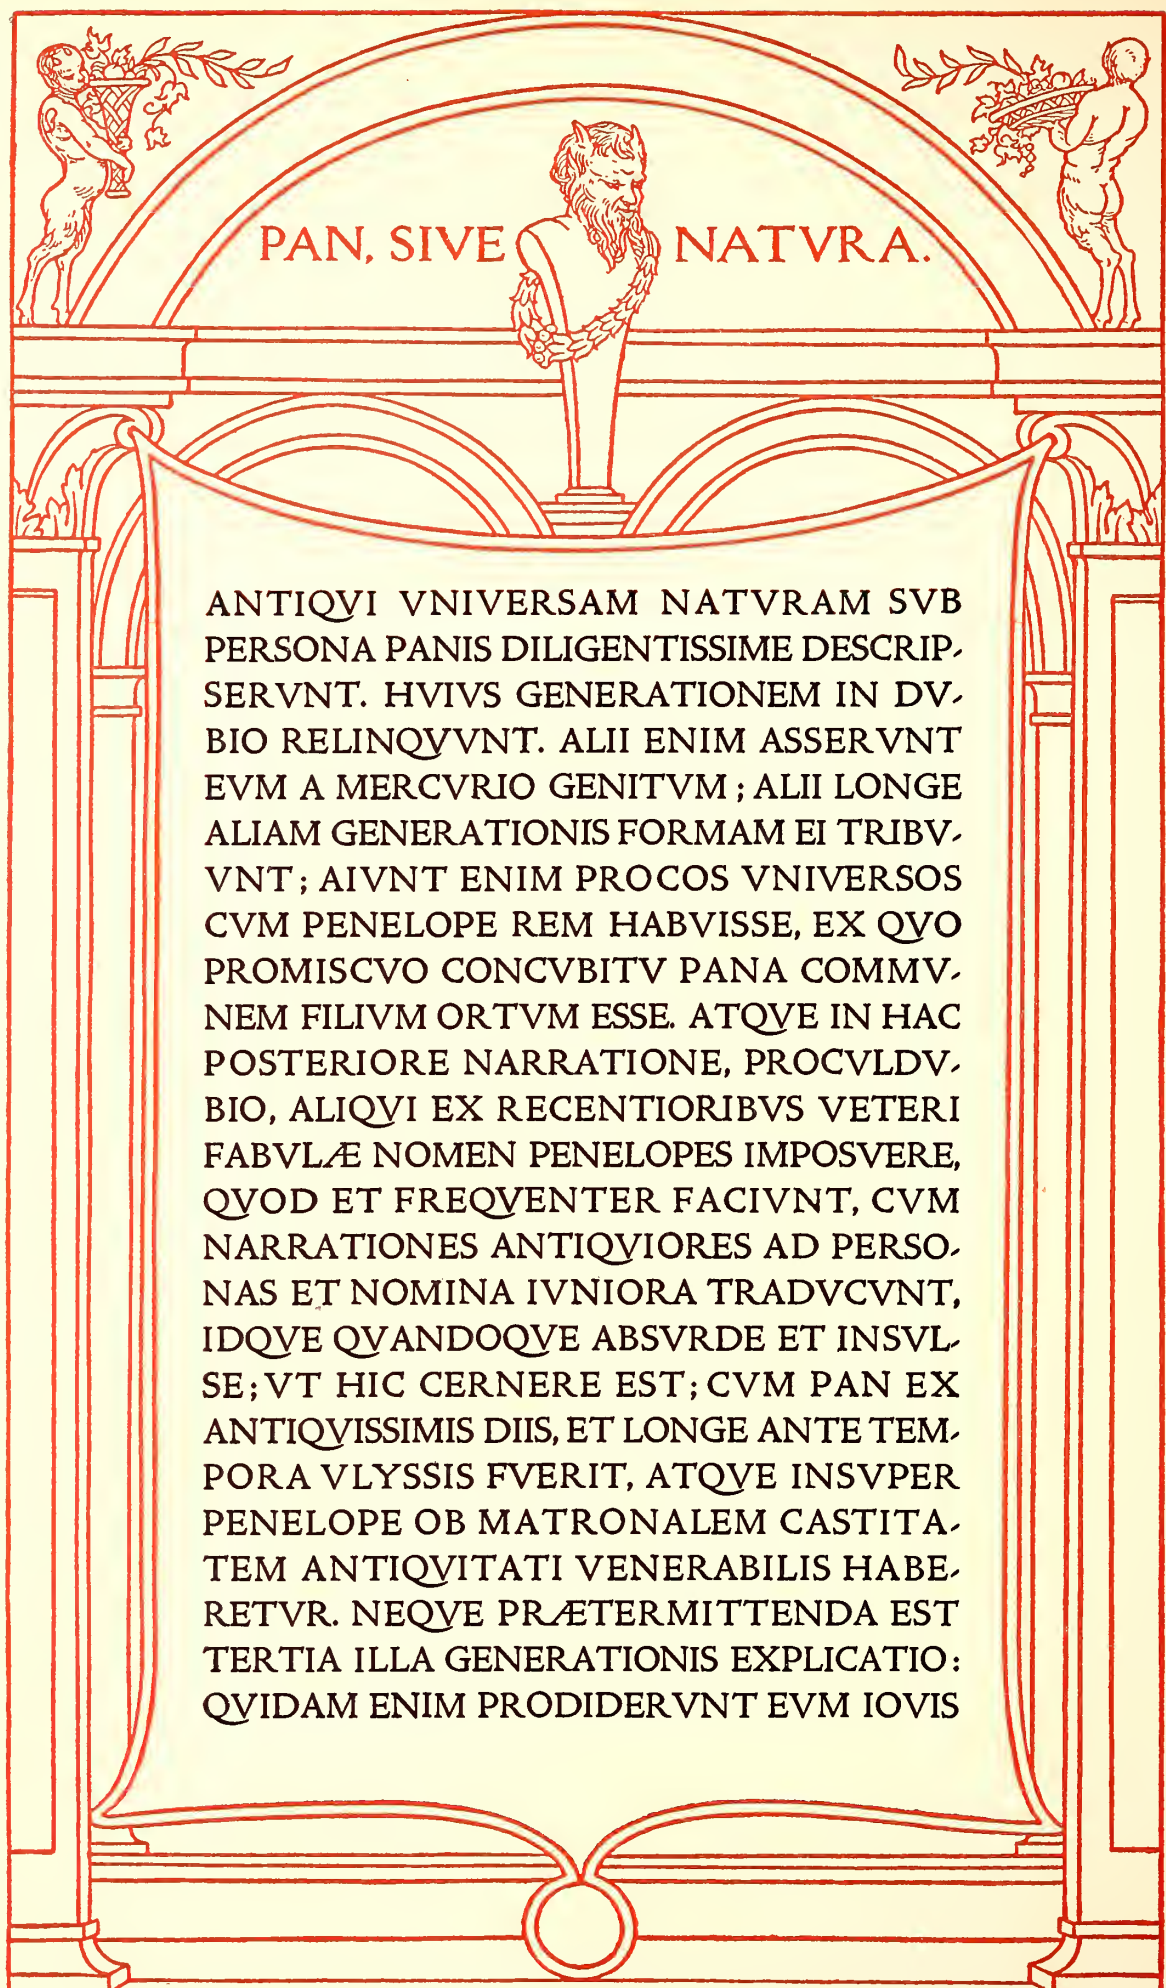 PAN, SIVE NATVRA.
ANTIQVI VNIVERSAM NATVRAM SVB
PERSONA PANIS DILIGENTISSIME DESCRIP-
SERVNT. HVIVS GENERATIONEM IN DV-
BIO RELINQVVNT. ALII ENIM ASSERVNT
EVM A MERCVRIO GENITVM; ALII LONGE
ALIAM GENERATIONIS FORMAM EI TRIBV-
VNT; AIVNT ENIM PROCOS VNIVERSOS
CVM PENELOPE REM HABVISSE, EX QVO
PROMISCVO CONCVBITV PANA COMMV-
NEM FILIVM ORTVM ESSE. ATQVE IN HAC
POSTERIORE NARRATIONE, PROCVLDV-
BIO, ALIQVI EX RECENTIORIBVS VETERI
FABVLÆ NOMEN PENELOPES IMPOSVERE,
QVOD ET FREQVENTER FACIVNT, CVM
NARRATIONES ANTIQVIORES AD PERSO-
NAS ET NOMINA IVNIORA TRADVCVNT,
IDQVE QVANDOQVE ABSVRDE ET INSVL-
SE; VT HIC CERNERE EST; CVM PAN EX
ANTIQVISSIMIS DIIS, ET LONGE ANTE TEM-
PORA VLYSSIS FVERIT, ATQVE INSVPER
PENELOPE OB MATRONALEM CASTITA-
TEM ANTIQVITATI VENERABILIS HABE-
RETVR. NEQVE PRÆTERMITTENDA EST
TERTIA ILLA GENERATIONIS EXPLICATIO:
QVIDAM ENIM PRODIDERVNT EVM IOVIS